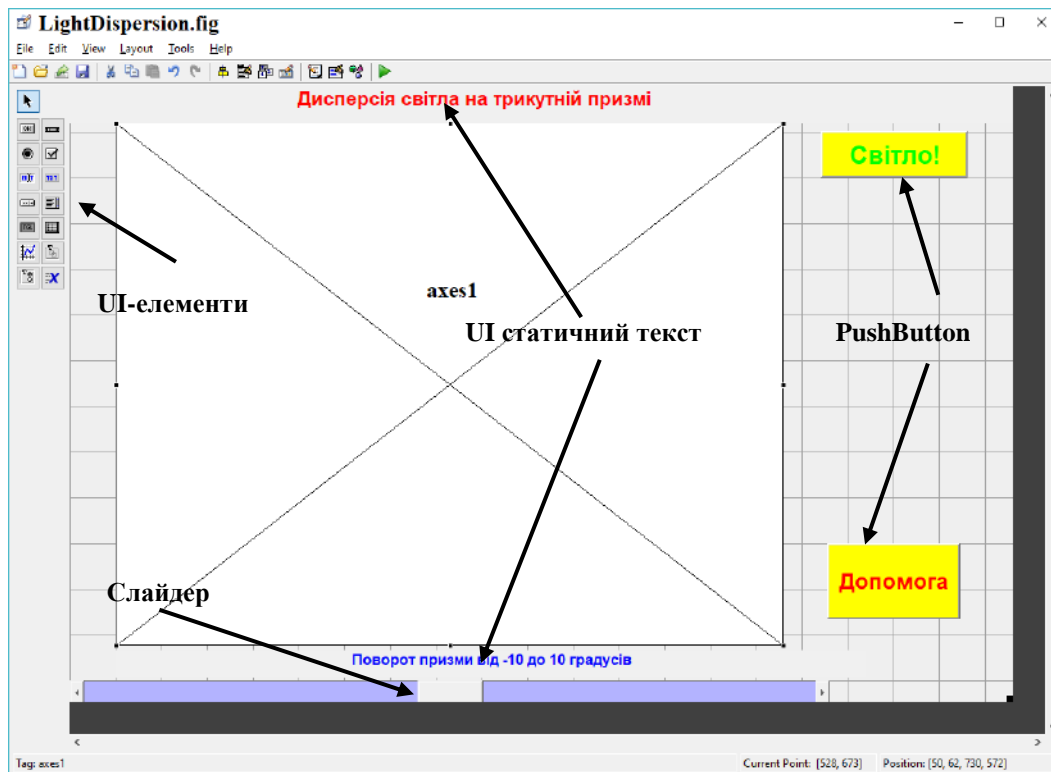 LightDispersion.fig
File Edit View Layout Tools Help
Дисперсія світла на трикутній призмі
Світло!
axes1
UI-елементи
UI статичний текст
PushButton
Допомога
Слайдер
Поворот призми від -10 до 10 градусів
Tag: axes1
Current Point: [528, 673]
Position: [50, 62, 730, 572]